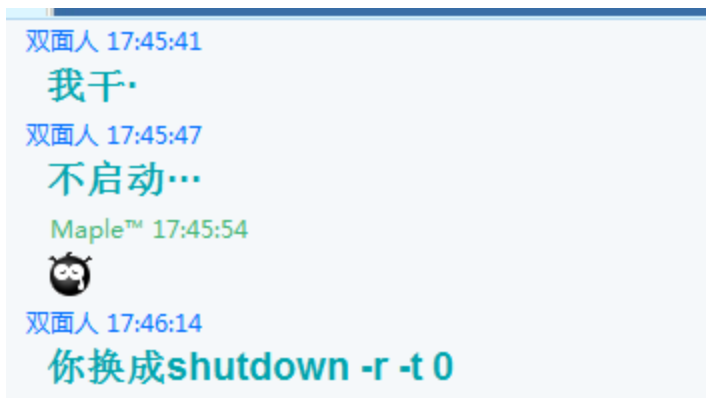 双面人 17:45:41
我干·
双面人 17:45:47
不启动···
Maple™ 17:45:54
双面人 17:46:14
你换成shutdown -r -t 0